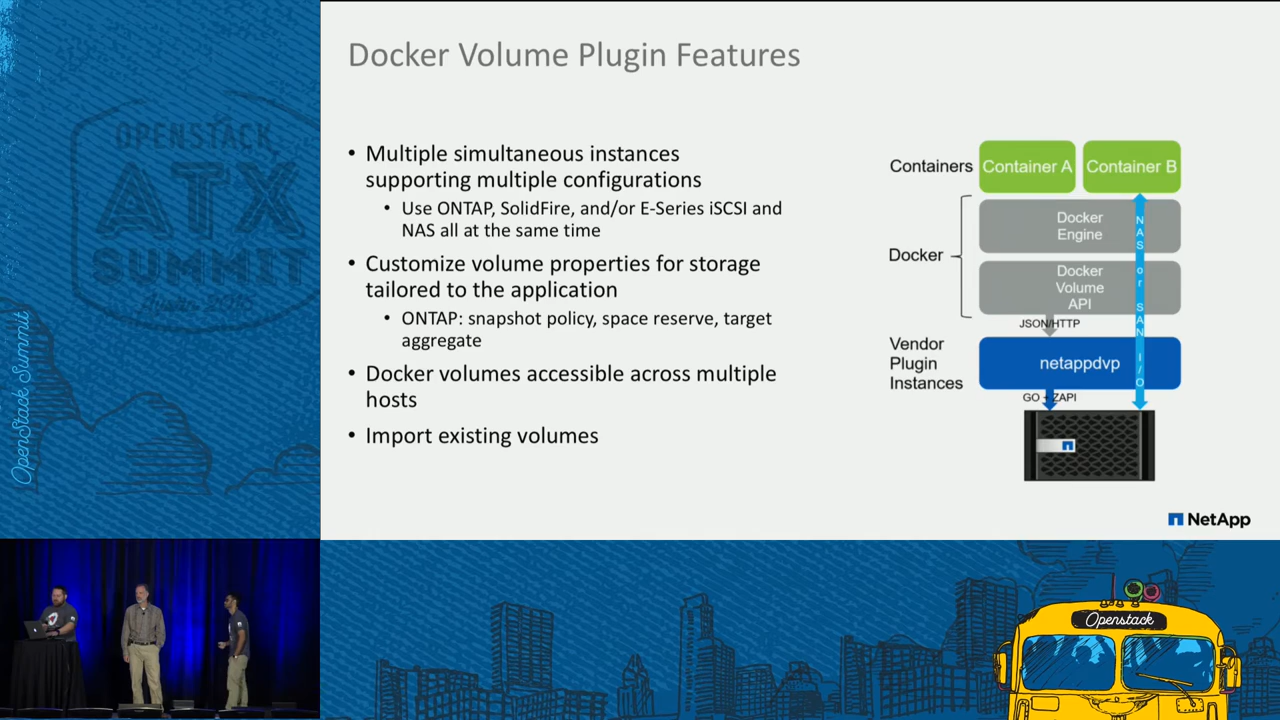 Docker Volume Plugin Features
• Multiple simultaneous instances
supporting multiple configurations
• Use ONTAP, SolidFire, and/or E-Series iSCSI and
NAS all at the same time
• Customize volume properties for storage
tailored to the application
• ONTAP: snapshot policy, space reserve, target
aggregate
• Docker volumes accessible across multiple
hosts
• Import existing volumes
Containers
Container A
Container B
Docker
Docker
Engine
Docker
Volume
API
NAS or SAN I/O
JSON/HTTP
Vendor
Plugin
Instances
netappdvp
GO + ZAPI
NetApp
OPENSTACK
ATX
SUMMIT
OpenStack Summit
Openstack